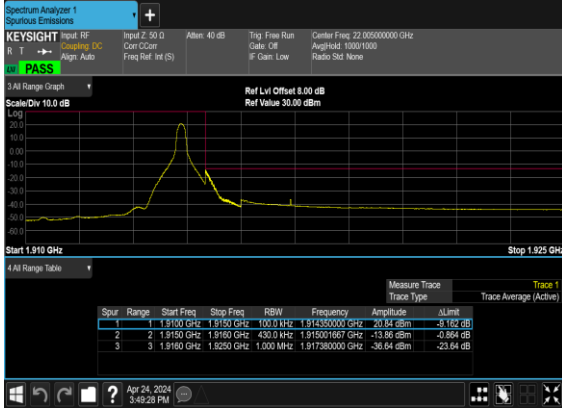 Spectrum Analyzer 1
Spurious Emissions
+
KEYSIGHT Input: RF Input Z: 50 Ω Atten: 40 dB Trig: Free Run Center Freq: 22.005000000 GHz
R T Coupling: DC Corr CCorr Gate: Off Avg|Hold: 1000/1000
Align: Auto Freq Ref: Int (S) IF Gain: Low Radio Std: None
PASS
3 All Range Graph
Ref Lvl Offset 8.00 dB
Scale/Div 10.0 dB Ref Value 30.00 dBm
Log
20.0
10.0
0.00
-10.0
-20.0
-30.0
-40.0
-50.0
-60.0
Start 1.910 GHz Stop 1.925 GHz
4 All Range Table
Measure Trace Trace 1
Trace Type Trace Average (Active)
Spur Range Start Freq Stop Freq RBW Frequency Amplitude ΔLimit
1 1 1.9100 GHz 1.9150 GHz 100.0 kHz 1.914350000 GHz 20.84 dBm -9.162 dB
2 2 1.9150 GHz 1.9160 GHz 430.0 kHz 1.915001667 GHz -13.86 dBm -0.864 dB
3 3 1.9160 GHz 1.9250 GHz 1.000 MHz 1.917380000 GHz -36.64 dBm -23.64 dB
? Apr 24, 2024
3:49:28 PM